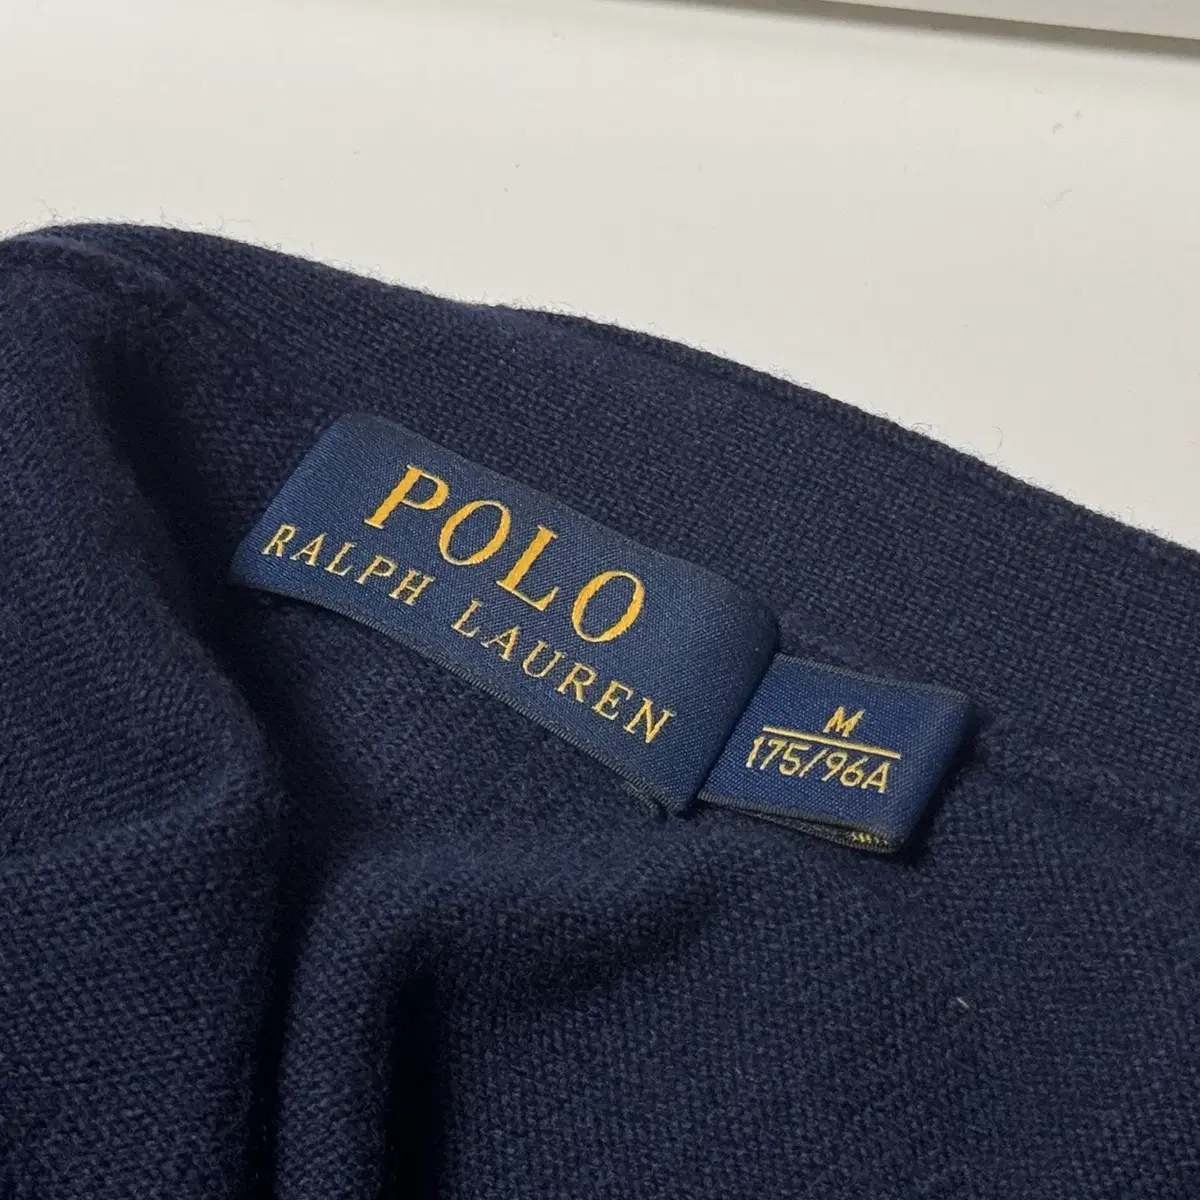 POLO
RALPH LAUREN
M
175/96A